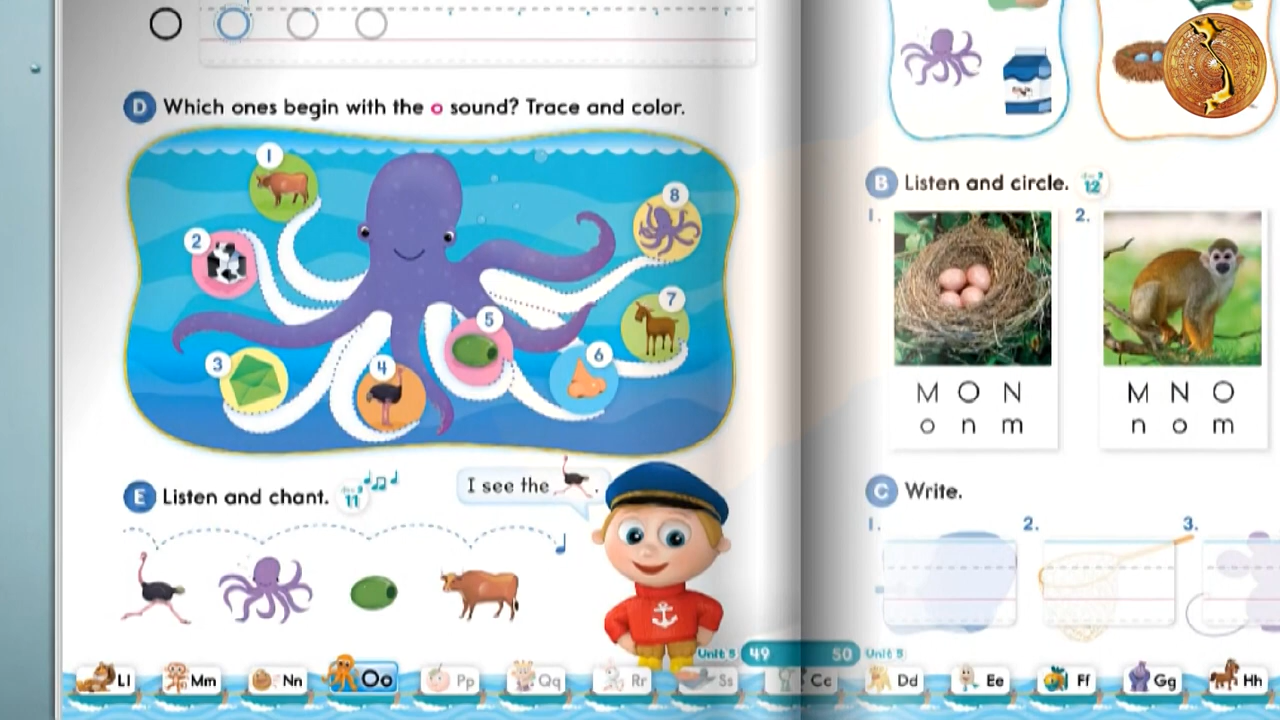 D Which ones begin with the o sound? Trace and color.
1
2
3
4
5
6
7
8
E Listen and chant. 11
I see the .
Unit 5 49
Ll Mm Nn Oo Pp Qq Rr Ss
B Listen and circle. 12
1. 2.
M O N
o n m
M N O
n o m
C Write.
1. 2. 3.
50 Unit 5
Cc Dd Ee Ff Gg Hh